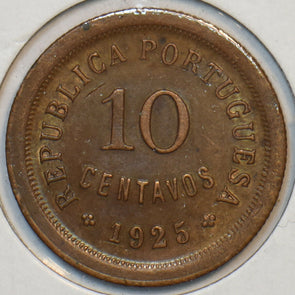 REPUBLICA PORTUGUESA
10
CENTAVOS
1925